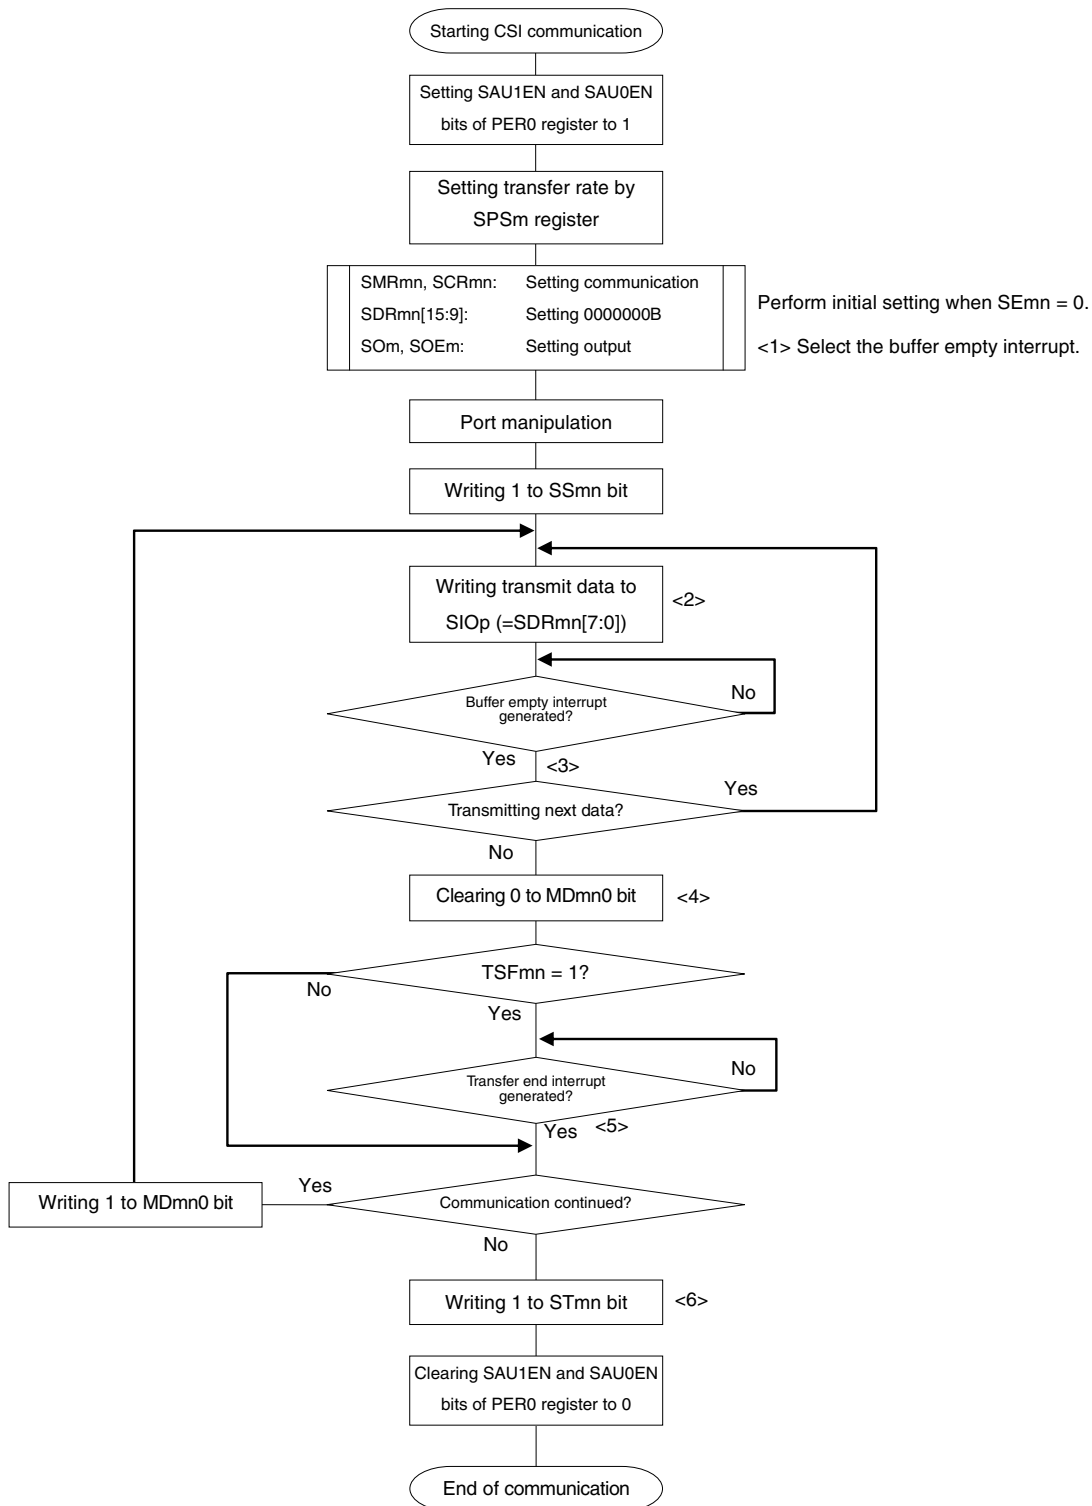 Starting CSI communication
Setting SAU1EN and SAU0EN
bits of PER0 register to 1
Setting transfer rate by
SPSm register
SMRmn, SCRmn: Setting communication
SDRmn[15:9]: Setting 0000000B
SOm, SOEm: Setting output
Perform initial setting when SEmn = 0.
<1> Select the buffer empty interrupt.
Port manipulation
Writing 1 to SSmn bit
Writing transmit data to
SIOp (=SDRmn[7:0])
<2>
Buffer empty interrupt
generated?
No
Yes
<3>
Transmitting next data?
Yes
No
Clearing 0 to MDmn0 bit
<4>
TSFmn = 1?
No
Yes
Transfer end interrupt
generated?
No
Yes
<5>
Communication continued?
Yes
Writing 1 to MDmn0 bit
No
Writing 1 to STmn bit
<6>
Clearing SAU1EN and SAU0EN
bits of PER0 register to 0
End of communication